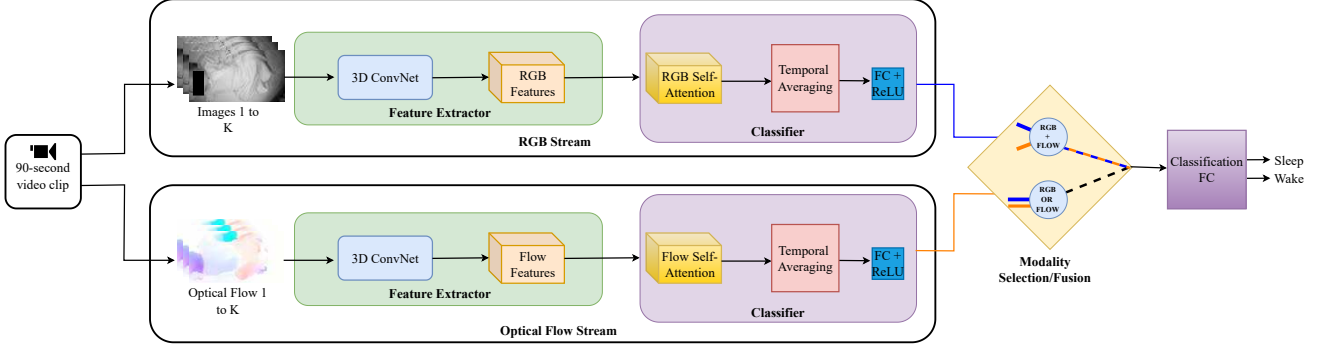 90-second
video clip
Images 1 to
K
3D ConvNet
RGB
Features
Feature Extractor
RGB Self-
Attention
Temporal
Averaging
FC +
ReLU
Classifier
RGB Stream
Optical Flow 1
to K
3D ConvNet
Flow
Features
Feature Extractor
Flow Self-
Attention
Temporal
Averaging
FC +
ReLU
Classifier
Optical Flow Stream
RGB
+
FLOW
RGB
OR
FLOW
Modality
Selection/Fusion
Classification
FC
Sleep
Wake